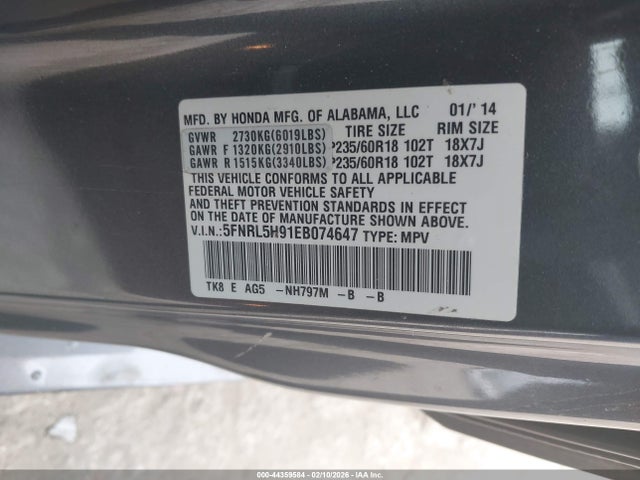 MFD. BY HONDA MFG. OF ALABAMA, LLC 01/'14
GVWR 2730KG(6019LBS) TIRE SIZE RIM SIZE
GAWR F 1320KG(2910LBS) P235/60R18 102T 18X7J
GAWR R 1515KG(3340LBS) P235/60R18 102T 18X7J
THIS VEHICLE CONFORMS TO ALL APPLICABLE
FEDERAL MOTOR VEHICLE SAFETY
AND THEFT PREVENTION STANDARDS IN EFFECT
ON THE DATE OF MANUFACTURE SHOWN ABOVE.
V.I.N.:5FNRL5H91EB074647 TYPE: MPV
TK8 E AG5 -NH797M -B -B
000-44359584 - 02/10/2026 - IAA Inc.